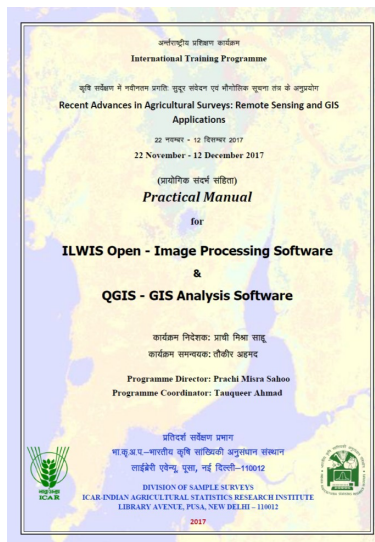 अर्न्तराष्ट्रीय प्रशिक्षण कार्यक्रम
International Training Programme
कृषि सर्वेक्षण में नवीनतम प्रगति: सुदूर संवेदन एवं भौगोलिक सूचना तंत्र के अनुप्रयोग
Recent Advances in Agricultural Surveys: Remote Sensing and GIS
Applications
22 नवम्बर - 12 दिसम्बर 2017
22 November - 12 December 2017
(प्रायोगिक संदर्भ संहिता)
Practical Manual
for
ILWIS Open - Image Processing Software
&
QGIS - GIS Analysis Software
कार्यक्रम निदेशक: प्राची मिश्रा साहू
कार्यक्रम समन्वयक: तौकीर अहमद
Programme Director: Prachi Misra Sahoo
Programme Coordinator: Tauqueer Ahmad
प्रतिदर्श सर्वेक्षण प्रभाग
भा.कृ.अ.प.–भारतीय कृषि सांख्यिकी अनुसंधान संस्थान
लाईब्रेरी एवेन्यू, पूसा, नई दिल्ली–110012
DIVISION OF SAMPLE SURVEYS
ICAR-INDIAN AGRICULTURAL STATISTICS RESEARCH INSTITUTE
LIBRARY AVENUE, PUSA, NEW DELHI – 110012
2017
भाकृअनुप
ICAR